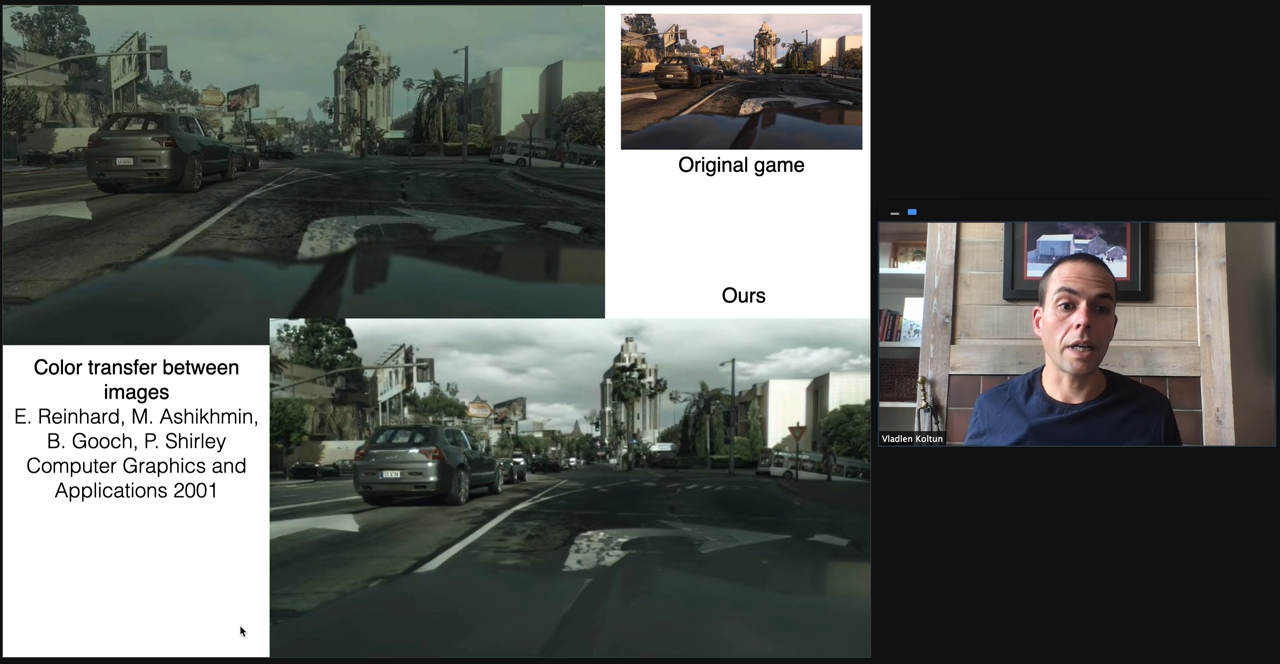 Original game
Ours
Color transfer between
images
E. Reinhard, M. Ashikhmin,
B. Gooch, P. Shirley
Computer Graphics and
Applications 2001
Vladlen Koltun